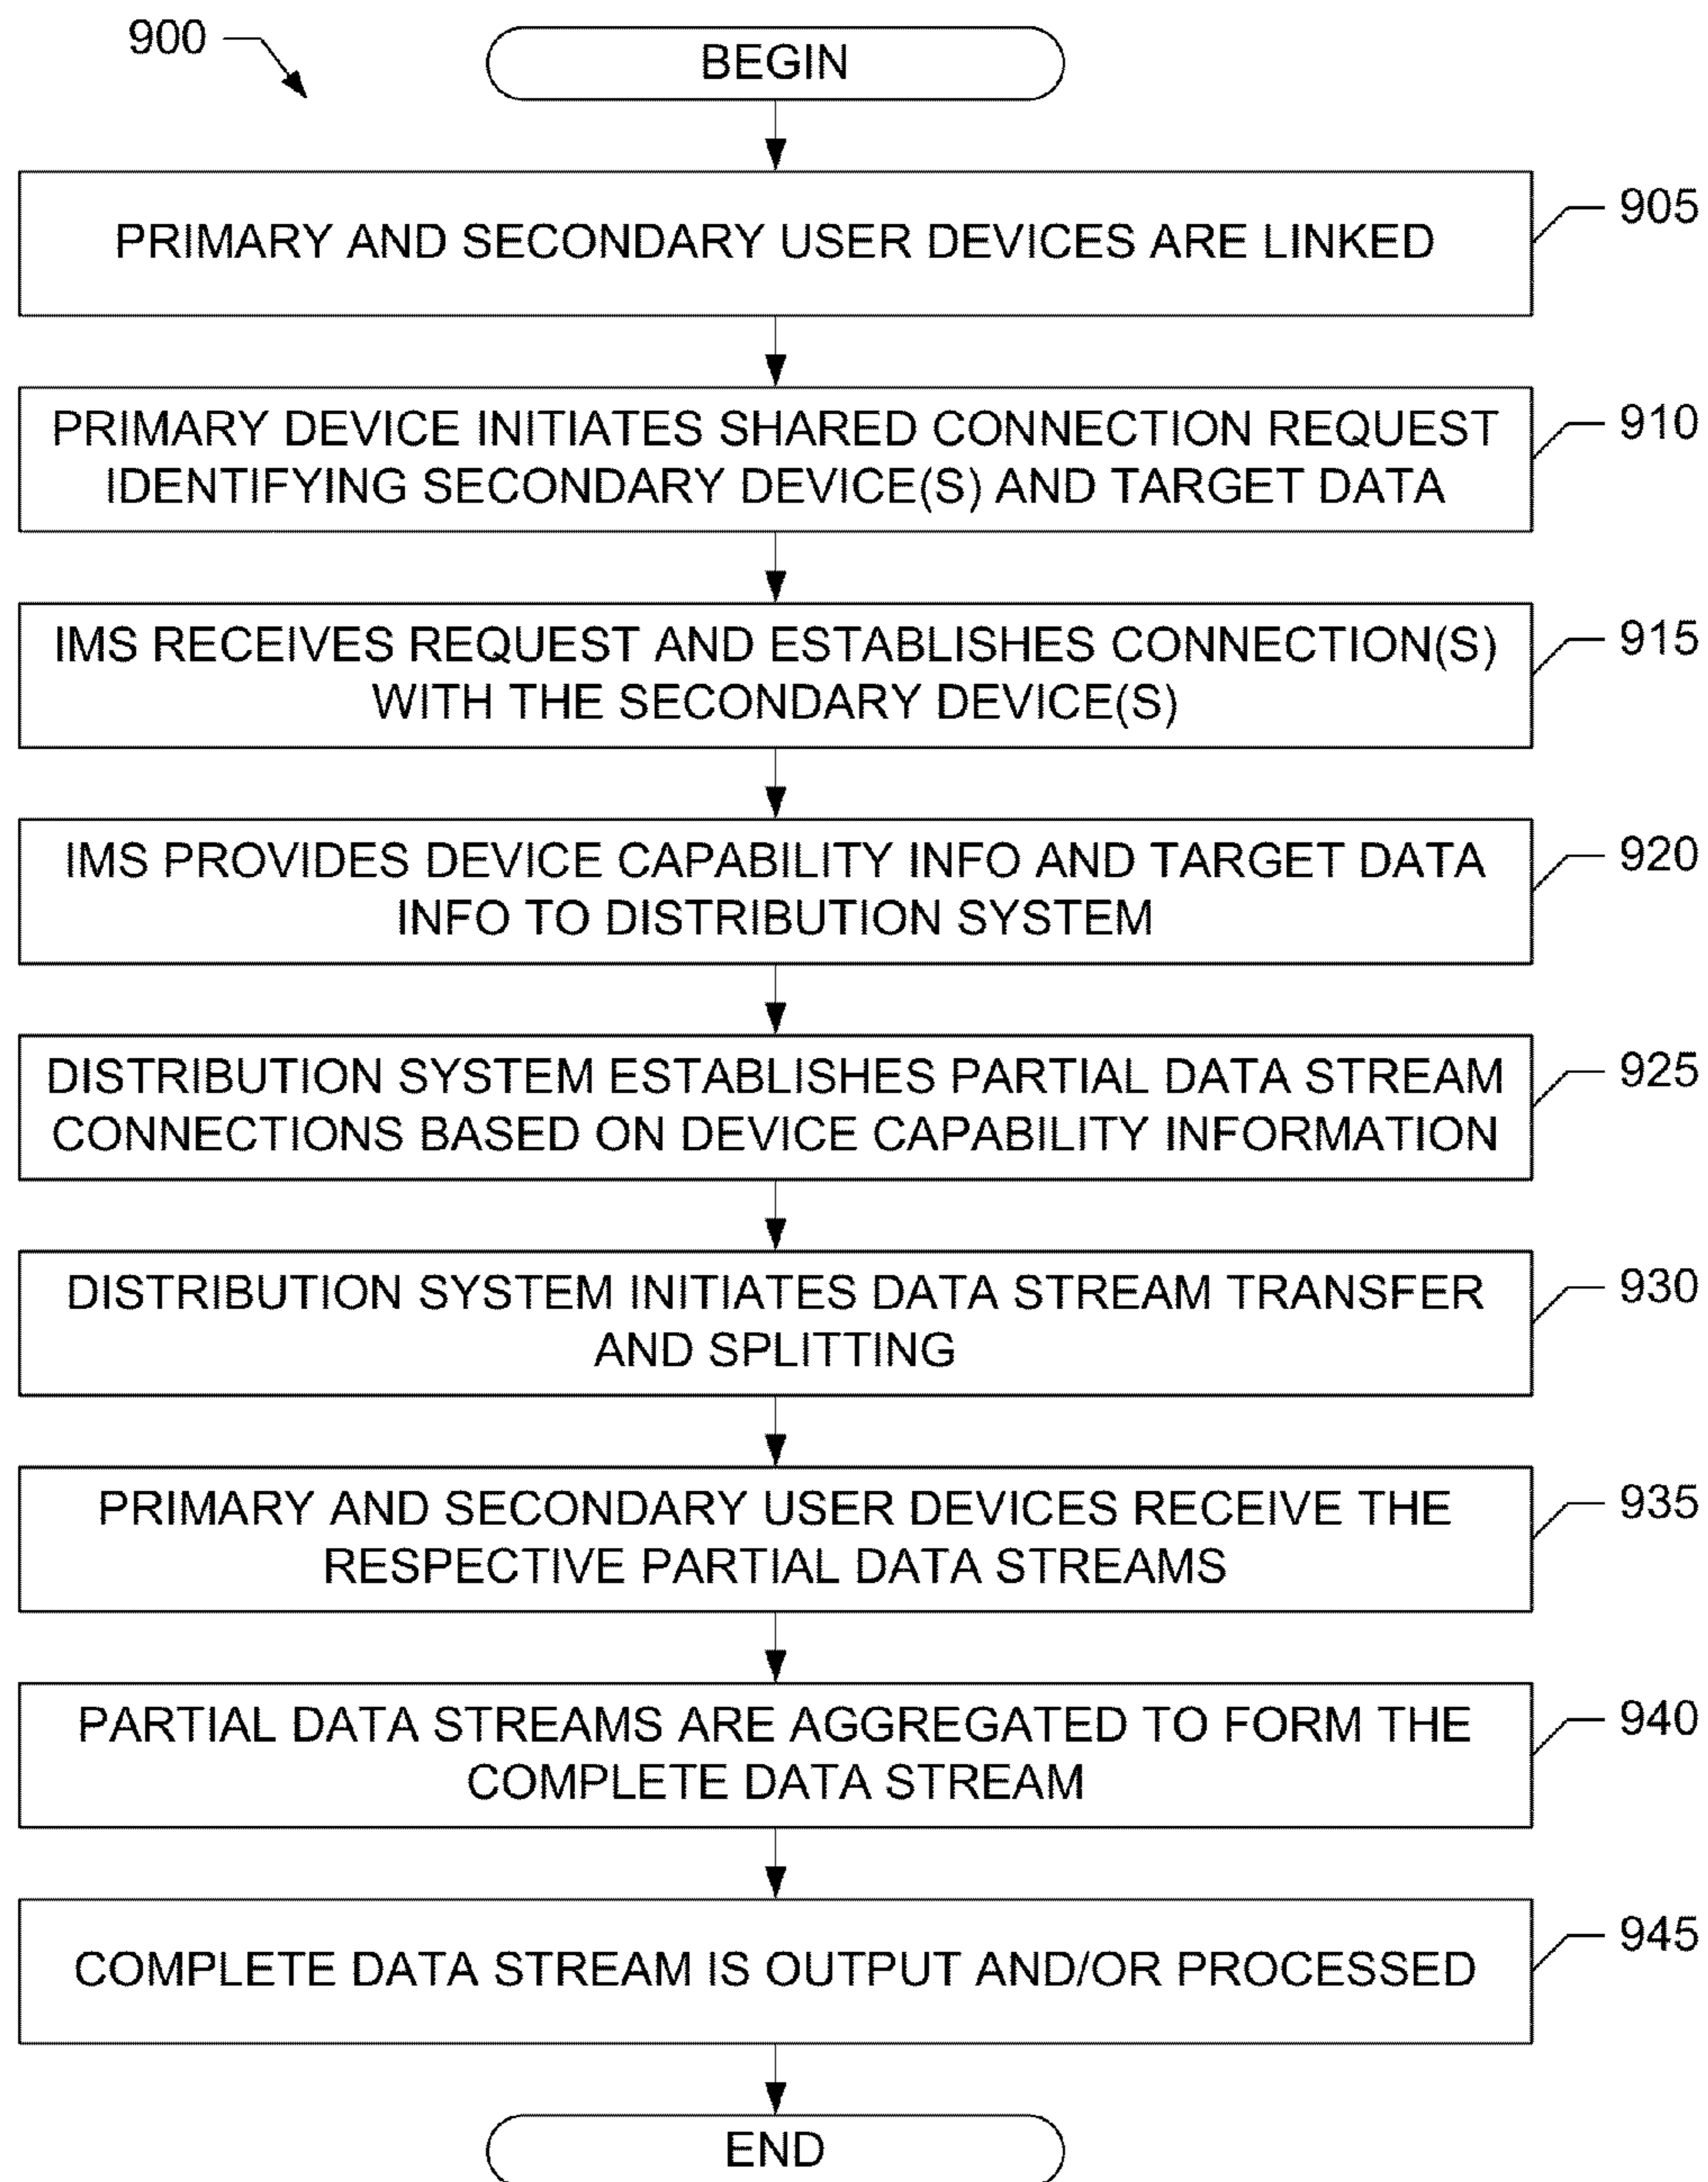 900
BEGIN
PRIMARY AND SECONDARY USER DEVICES ARE LINKED
905
PRIMARY DEVICE INITIATES SHARED CONNECTION REQUEST
IDENTIFYING SECONDARY DEVICE(S) AND TARGET DATA
910
IMS RECEIVES REQUEST AND ESTABLISHES CONNECTION(S)
WITH THE SECONDARY DEVICE(S)
915
IMS PROVIDES DEVICE CAPABILITY INFO AND TARGET DATA
INFO TO DISTRIBUTION SYSTEM
920
DISTRIBUTION SYSTEM ESTABLISHES PARTIAL DATA STREAM
CONNECTIONS BASED ON DEVICE CAPABILITY INFORMATION
925
DISTRIBUTION SYSTEM INITIATES DATA STREAM TRANSFER
AND SPLITTING
930
PRIMARY AND SECONDARY USER DEVICES RECEIVE THE
RESPECTIVE PARTIAL DATA STREAMS
935
PARTIAL DATA STREAMS ARE AGGREGATED TO FORM THE
COMPLETE DATA STREAM
940
COMPLETE DATA STREAM IS OUTPUT AND/OR PROCESSED
945
END